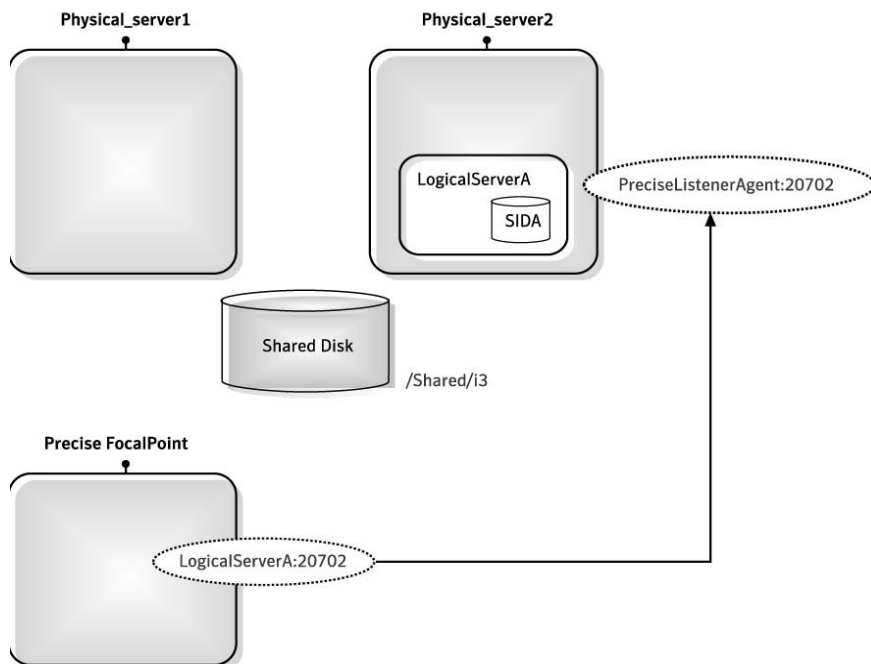 Physical_server1
Physical_server2
LogicalServerA
SIDA
PreciseListenerAgent:20702
Shared Disk
/Shared/i3
Precise FocalPoint
LogicalServerA:20702